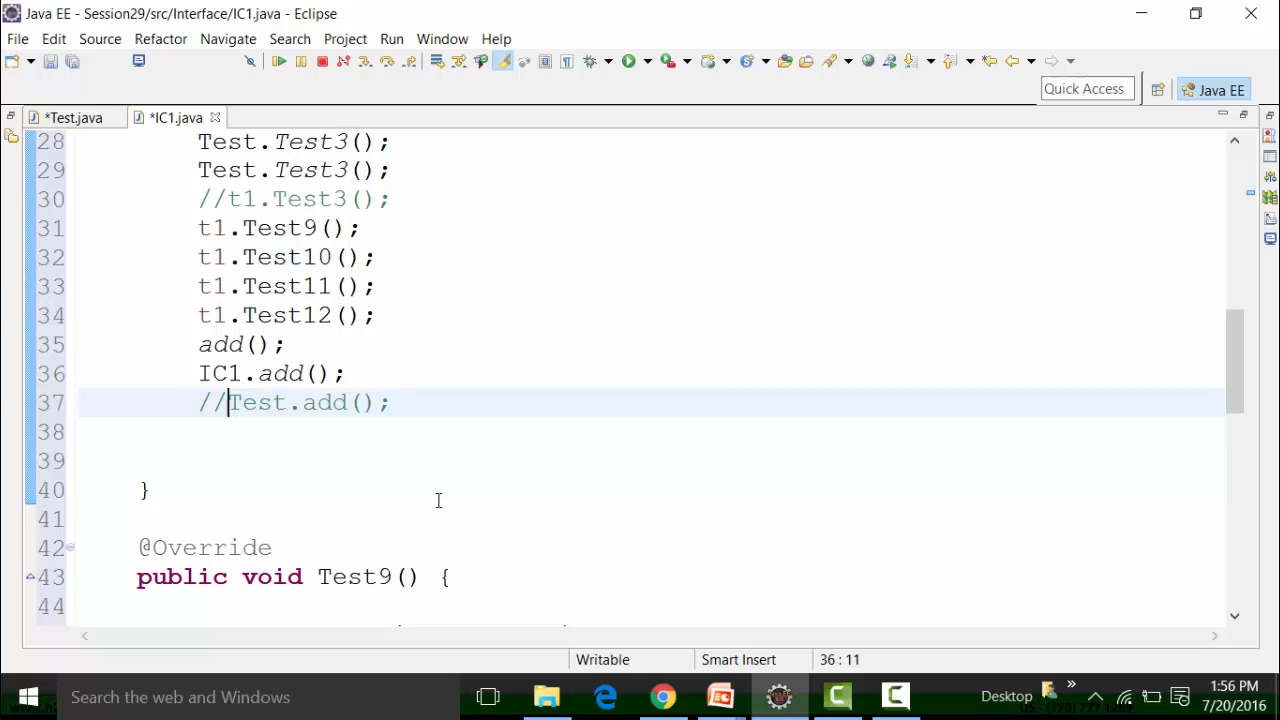 Java EE - Session29/src/Interface/IC1.java - Eclipse
File Edit Source Refactor Navigate Search Project Run Window Help
Quick Access
Java EE
*Test.java
*IC1.java
28 Test.Test3();
29 Test.Test3();
30 //t1.Test3();
31 t1.Test9();
32 t1.Test10();
33 t1.Test11();
34 t1.Test12();
35 add();
36 IC1.add();
37 //Test.add();
38
39
40 }
41
42 @Override
43 public void Test9() {
44
Writable
Smart Insert
36 : 11
Search the web and Windows
Desktop
1:56 PM
7/20/2016